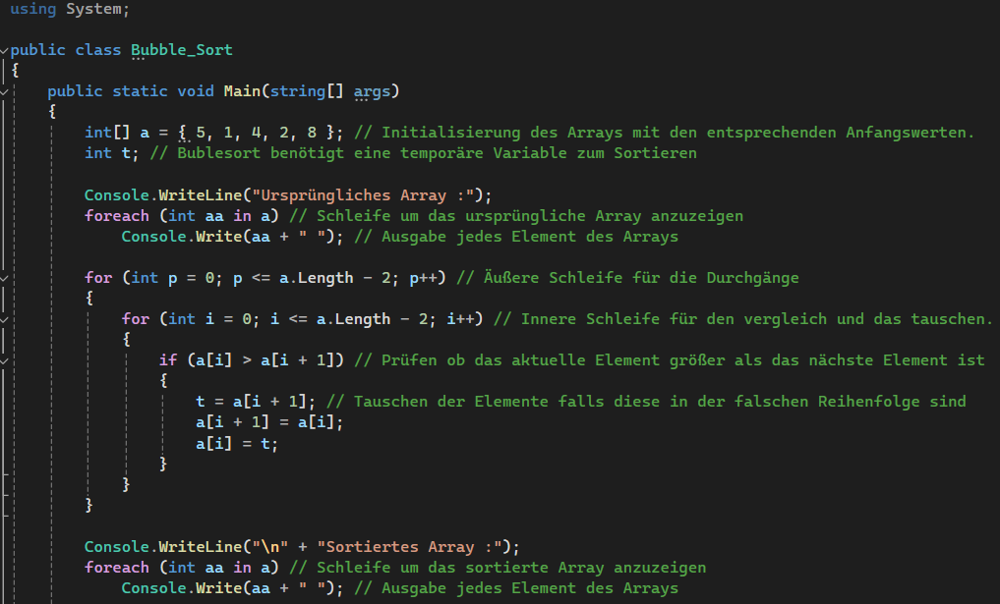 using System;
public class Bubble_Sort
{
public static void Main(string[] args)
{
int[] a = { 5, 1, 4, 2, 8 }; // Initialisierung des Arrays mit den entsprechenden Anfangswerten.
int t; // Bublesort benötigt eine temporäre Variable zum Sortieren
Console.WriteLine("Ursprüngliches Array :");
foreach (int aa in a) // Schleife um das ursprüngliche Array anzuzeigen
Console.Write(aa + " "); // Ausgabe jedes Element des Arrays
for (int p = 0; p <= a.Length - 2; p++) // Äußere Schleife für die Durchgänge
{
for (int i = 0; i <= a.Length - 2; i++) // Innere Schleife für den vergleich und das tauschen.
{
if (a[i] > a[i + 1]) // Prüfen ob das aktuelle Element größer als das nächste Element ist
{
t = a[i + 1]; // Tauschen der Elemente falls diese in der falschen Reihenfolge sind
a[i + 1] = a[i];
a[i] = t;
}
}
}
Console.WriteLine("\n" + "Sortiertes Array :");
foreach (int aa in a) // Schleife um das sortierte Array anzuzeigen
Console.Write(aa + " "); // Ausgabe jedes Element des Arrays